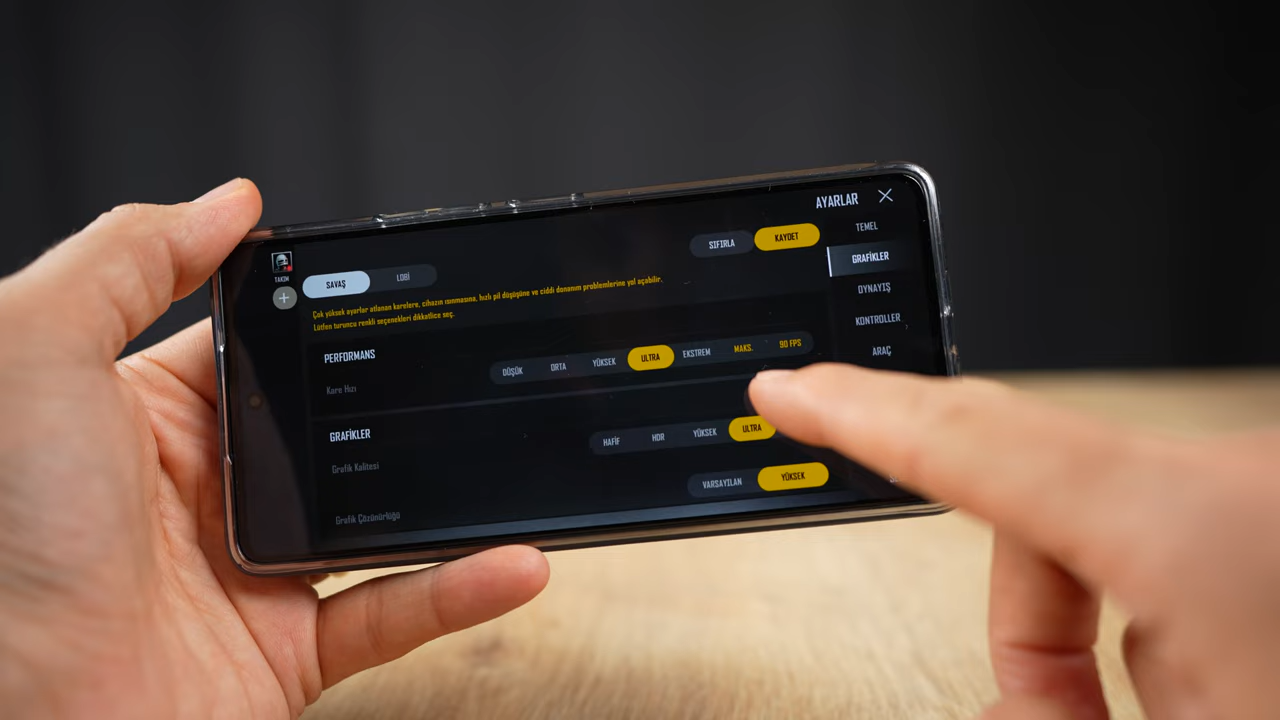 AYARLAR
TAKIM
SAVAŞ
LOBİ
SIFIRLA
KAYDET
TEMEL
GRAFİKLER
OYNAYIŞ
KONTROLLER
ARAÇ
Çok yüksek ayarlar atlanan karelere, cihazın ısınmasına, hızlı pil düşüşüne ve ciddi donanım problemlerine yol açabilir.
Lütfen turuncu renkli seçenekleri dikkatlice seç.
PERFORMANS
Kare Hızı
DÜŞÜK ORTA YÜKSEK ULTRA EKSTREM MAKS. 90 FPS
GRAFİKLER
Grafik Kalitesi
HAFİF HDR YÜKSEK ULTRA
Grafik Çözünürlüğü
VARSAYILAN YÜKSEK